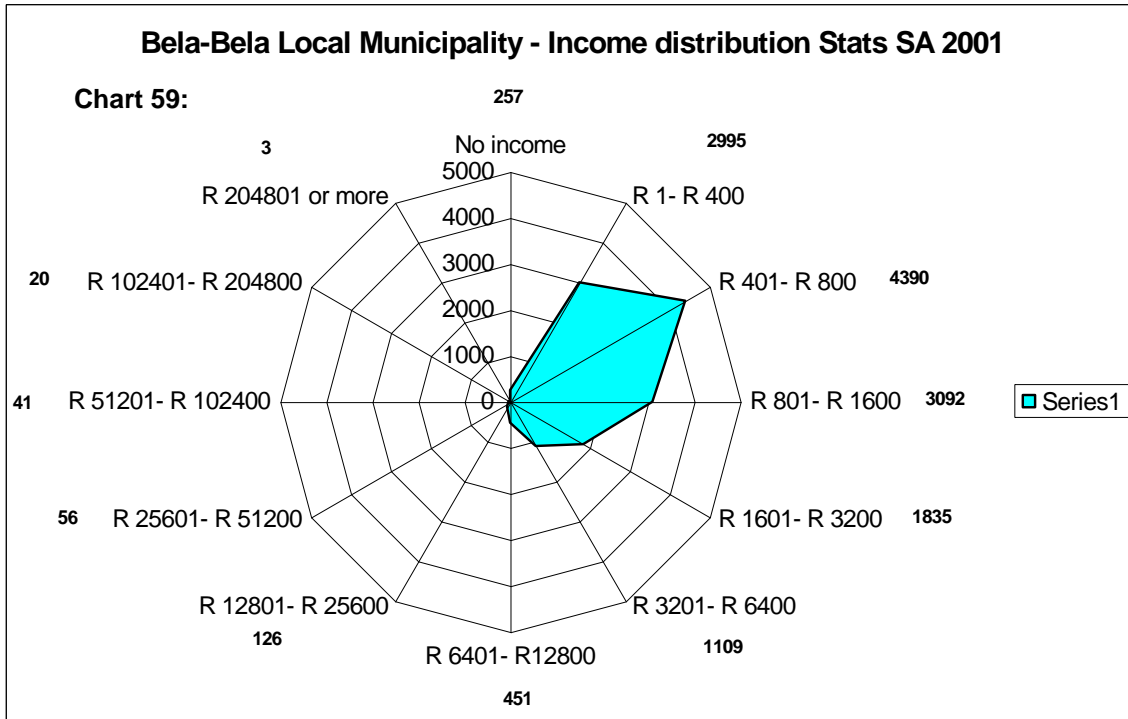 Bela-Bela Local Municipality - Income distribution Stats SA 2001
Chart 59:
257
No income
2995
R 1- R 400
4390
R 401- R 800
3092
R 801- R 1600
1835
R 1601- R 3200
1109
R 3201- R 6400
451
R 6401- R12800
126
R 12801- R 25600
56
R 25601- R 51200
41
R 51201- R 102400
20
R 102401- R 204800
3
R 204801 or more
5000
4000
3000
2000
1000
0
Series1